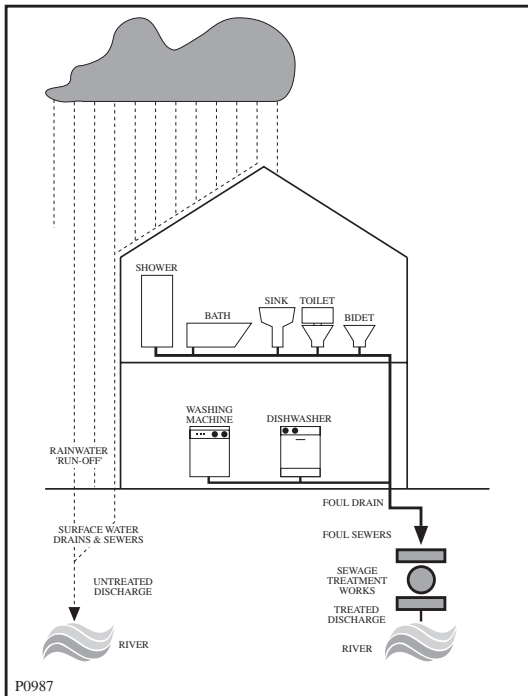 SHOWER
BATH
SINK
TOILET
BIDET
WASHING
MACHINE
DISHWASHER
RAINWATER
'RUN-OFF'
FOUL DRAIN
SURFACE WATER
DRAINS & SEWERS
FOUL SEWERS
UNTREATED
DISCHARGE
SEWAGE
TREATMENT
WORKS
TREATED
DISCHARGE
RIVER
RIVER
P0987